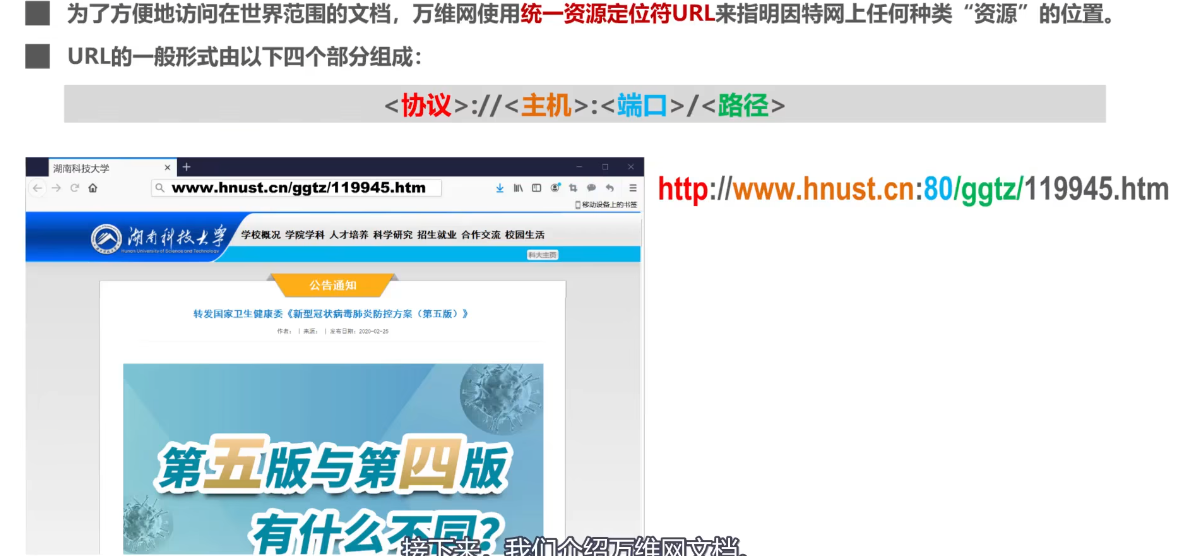 为了方便地访问在世界范围的文档，万维网使用统一资源定位符URL来指明因特网上任何种类“资源”的位置。
URL的一般形式由以下四个部分组成：
<协议>://<主机>:<端口>/<路径>
湖南科技大学
www.hnust.cn/ggtz/119945.htm
http://www.hnust.cn:80/ggtz/119945.htm
移动设备上的书签
湖南科技大学
Hunan University of Science and Technology
学校概况 学院学科 人才培养 科学研究 招生就业 合作交流 校园生活
科大主页
公告通知
转发国家卫生健康委《新型冠状病毒肺炎防控方案（第五版）》
作者： | 来源： | 发布日期：2020-02-25
第五版与第四版
有什么不同？
接下来，我们介绍万维网文档。